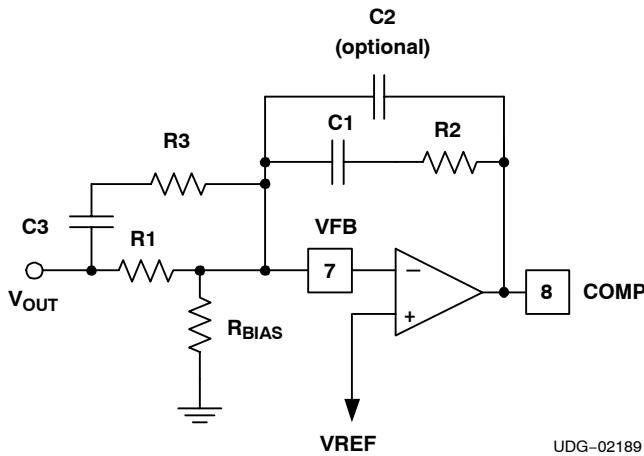 C2
(optional)
C1
R2
R3
C3
R1
VFB
7
−
+
8
COMP
VOUT
RBIAS
VREF
UDG−02189